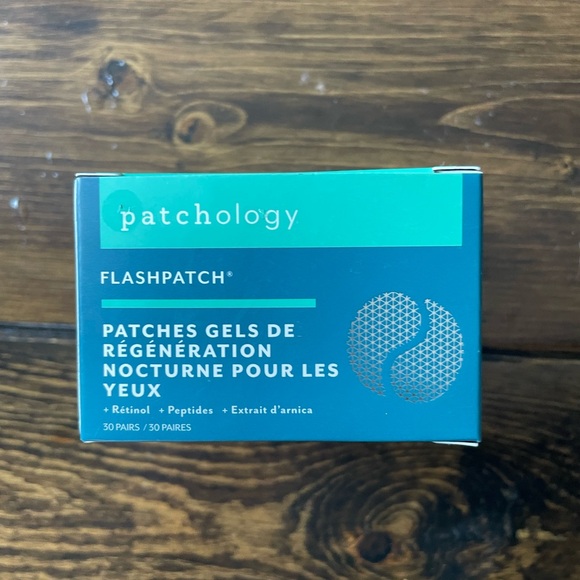 patchology
FLASHPATCH®
PATCHES GELS DE
RÉGÉNÉRATION
NOCTURNE POUR LES
YEUX
+ Rétinol + Peptides + Extrait d'arnica
30 PAIRS / 30 PAIRES